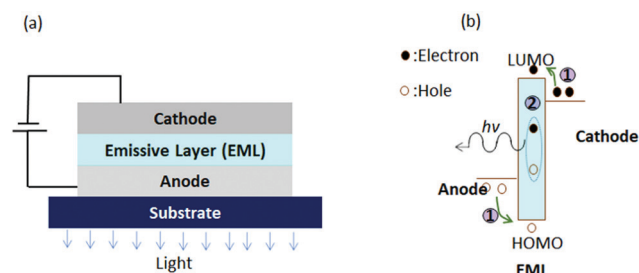 (a)
Cathode
Emissive Layer (EML)
Anode
Substrate
Light
(b)
●:Electron
○:Hole
LUMO
1
2
hv
Cathode
Anode
1
HOMO
EML